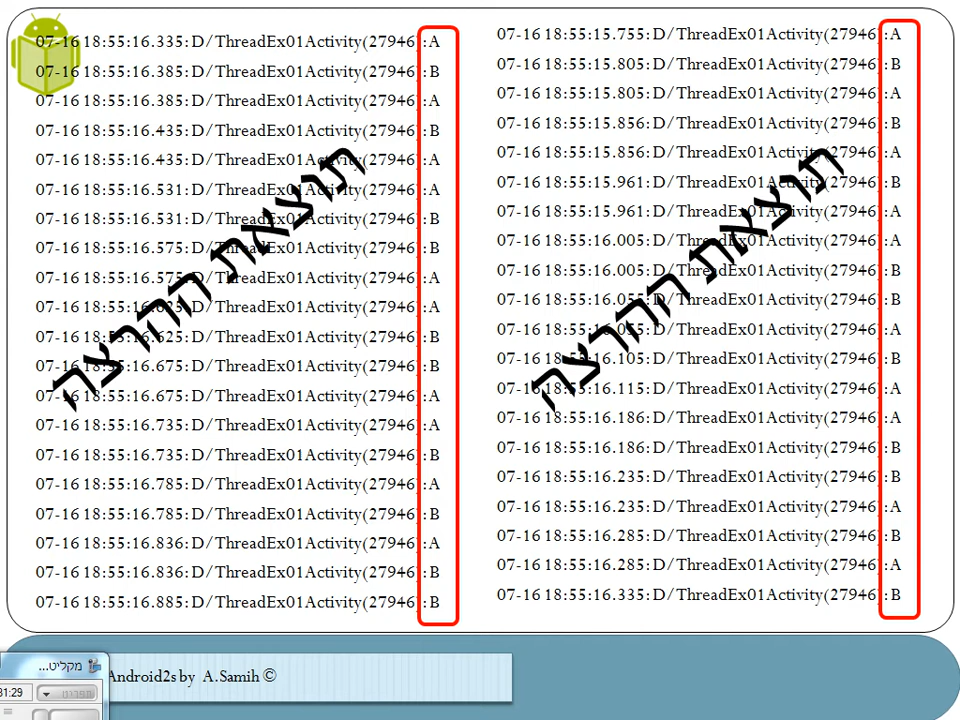 07-16 18:55:16.335: D/ThreadEx01Activity(27946): A
07-16 18:55:16.385: D/ThreadEx01Activity(27946): B
07-16 18:55:16.385: D/ThreadEx01Activity(27946): A
07-16 18:55:16.435: D/ThreadEx01Activity(27946): B
07-16 18:55:16.435: D/ThreadEx01Activity(27946): A
07-16 18:55:16.531: D/ThreadEx01Activity(27946): A
07-16 18:55:16.531: D/ThreadEx01Activity(27946): B
07-16 18:55:16.575: D/ThreadEx01Activity(27946): B
07-16 18:55:16.575: D/ThreadEx01Activity(27946): A
07-16 18:55:16.625: D/ThreadEx01Activity(27946): A
07-16 18:55:16.625: D/ThreadEx01Activity(27946): B
07-16 18:55:16.675: D/ThreadEx01Activity(27946): B
07-16 18:55:16.675: D/ThreadEx01Activity(27946): A
07-16 18:55:16.735: D/ThreadEx01Activity(27946): A
07-16 18:55:16.735: D/ThreadEx01Activity(27946): B
07-16 18:55:16.785: D/ThreadEx01Activity(27946): A
07-16 18:55:16.785: D/ThreadEx01Activity(27946): B
07-16 18:55:16.836: D/ThreadEx01Activity(27946): A
07-16 18:55:16.836: D/ThreadEx01Activity(27946): B
07-16 18:55:16.885: D/ThreadEx01Activity(27946): B
תוצאת ההרצה
07-16 18:55:15.755: D/ThreadEx01Activity(27946): A
07-16 18:55:15.805: D/ThreadEx01Activity(27946): B
07-16 18:55:15.805: D/ThreadEx01Activity(27946): A
07-16 18:55:15.856: D/ThreadEx01Activity(27946): B
07-16 18:55:15.856: D/ThreadEx01Activity(27946): A
07-16 18:55:15.961: D/ThreadEx01Activity(27946): B
07-16 18:55:15.961: D/ThreadEx01Activity(27946): A
07-16 18:55:16.005: D/ThreadEx01Activity(27946): A
07-16 18:55:16.005: D/ThreadEx01Activity(27946): B
07-16 18:55:16.055: D/ThreadEx01Activity(27946): B
07-16 18:55:16.055: D/ThreadEx01Activity(27946): A
07-16 18:55:16.105: D/ThreadEx01Activity(27946): B
07-16 18:55:16.115: D/ThreadEx01Activity(27946): A
07-16 18:55:16.186: D/ThreadEx01Activity(27946): A
07-16 18:55:16.186: D/ThreadEx01Activity(27946): B
07-16 18:55:16.235: D/ThreadEx01Activity(27946): B
07-16 18:55:16.235: D/ThreadEx01Activity(27946): A
07-16 18:55:16.285: D/ThreadEx01Activity(27946): B
07-16 18:55:16.285: D/ThreadEx01Activity(27946): A
07-16 18:55:16.335: D/ThreadEx01Activity(27946): B
תוצאת ההרצה
Android2s by A.Samih ©
מקליט...
31:29
תפריט